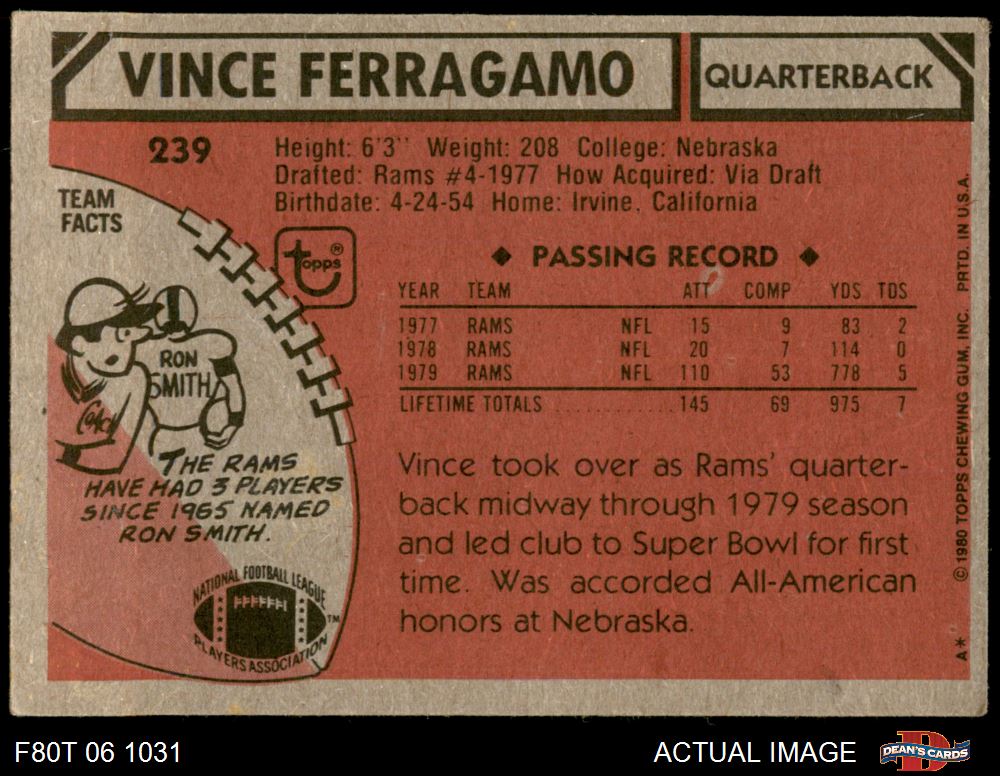 VINCE FERRAGAMO
QUARTERBACK
239
Height: 6'3" Weight: 208 College: Nebraska
Drafted: Rams #4-1977 How Acquired: Via Draft
Birthdate: 4-24-54 Home: Irvine, California
TEAM
FACTS
topps ®
◆ PASSING RECORD ◆
YEAR TEAM ATT COMP YDS TDS
1977 RAMS NFL 15 9 83 2
1978 RAMS NFL 20 7 114 0
1979 RAMS NFL 110 53 778 5
LIFETIME TOTALS ............ 145 69 975 7
RON
SMITH
COACH
THE RAMS
HAVE HAD 3 PLAYERS
SINCE 1965 NAMED
RON SMITH.
Vince took over as Rams' quarter-
back midway through 1979 season
and led club to Super Bowl for first
time. Was accorded All-American
honors at Nebraska.
NATIONAL FOOTBALL LEAGUE
PLAYERS ASSOCIATION
TM
A* © 1980 TOPPS CHEWING GUM, INC. PRTD. IN U.S.A.
F80T 06 1031
ACTUAL IMAGE
D
DEAN'S CARDS